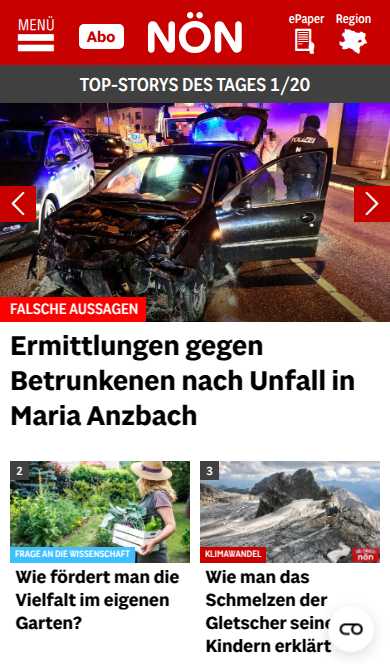 MENÜ
Abo
NÖN
ePaper
Region
TOP-STORYS DES TAGES 1/20
POLIZEI
FALSCHE AUSSAGEN
Ermittlungen gegen
Betrunkenen nach Unfall in
Maria Anzbach
2
FRAGE AN DIE WISSENSCHAFT
Wie fördert man die
Vielfalt im eigenen
Garten?
3
KLIMAWANDEL
nön
Wie man das
Schmelzen der
Gletscher seine
Kindern erklärt